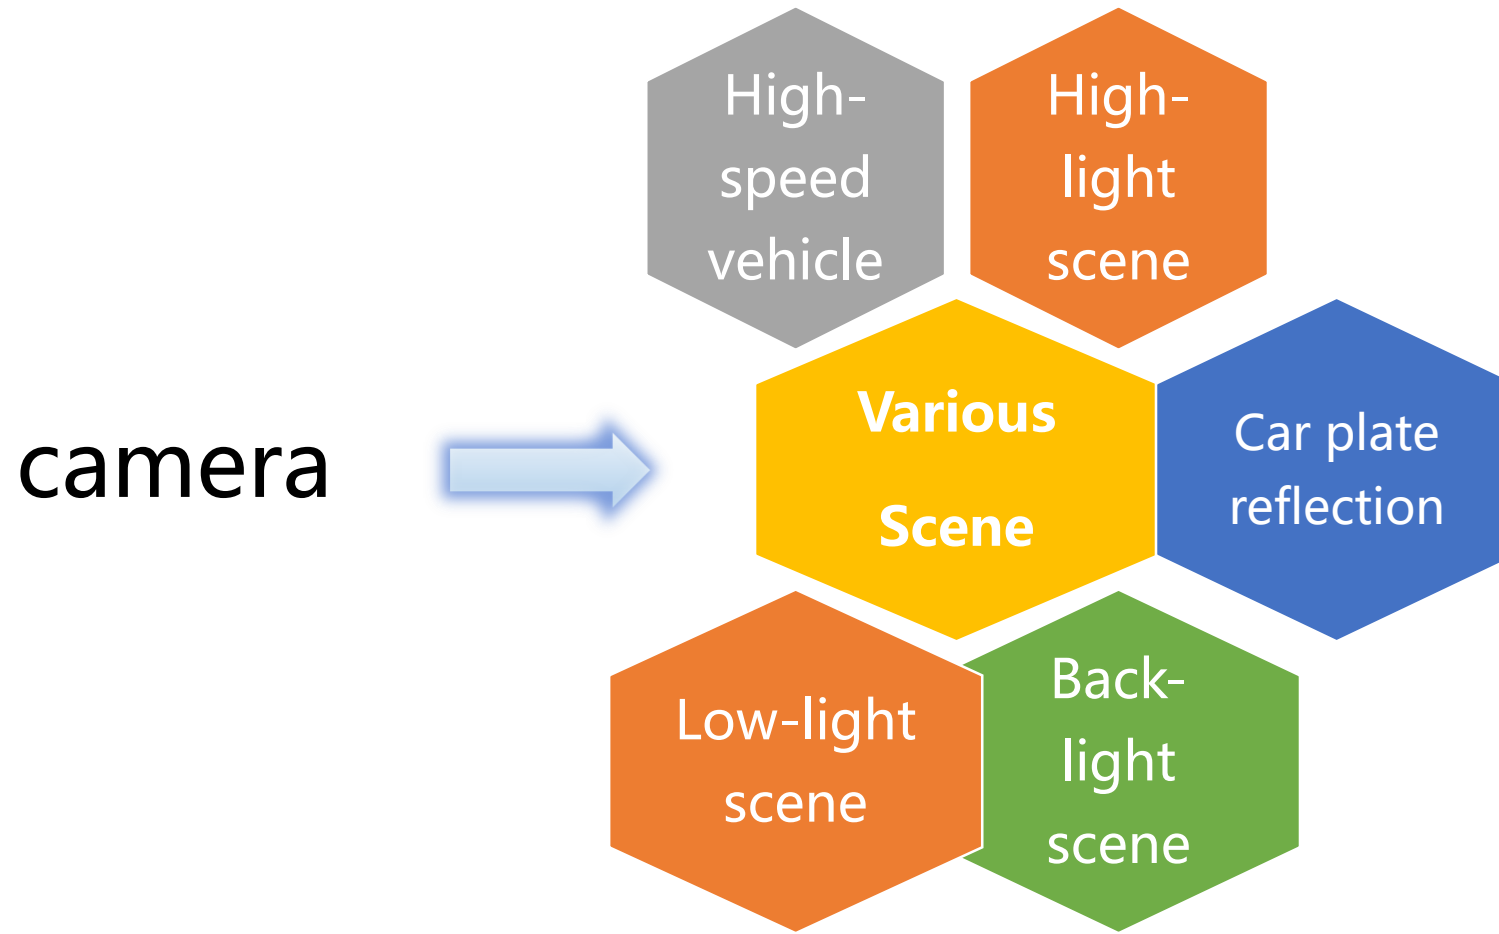 High-
speed
vehicle
High-
light
scene
camera
Various
Scene
Car plate
reflection
Low-light
scene
Back-
light
scene